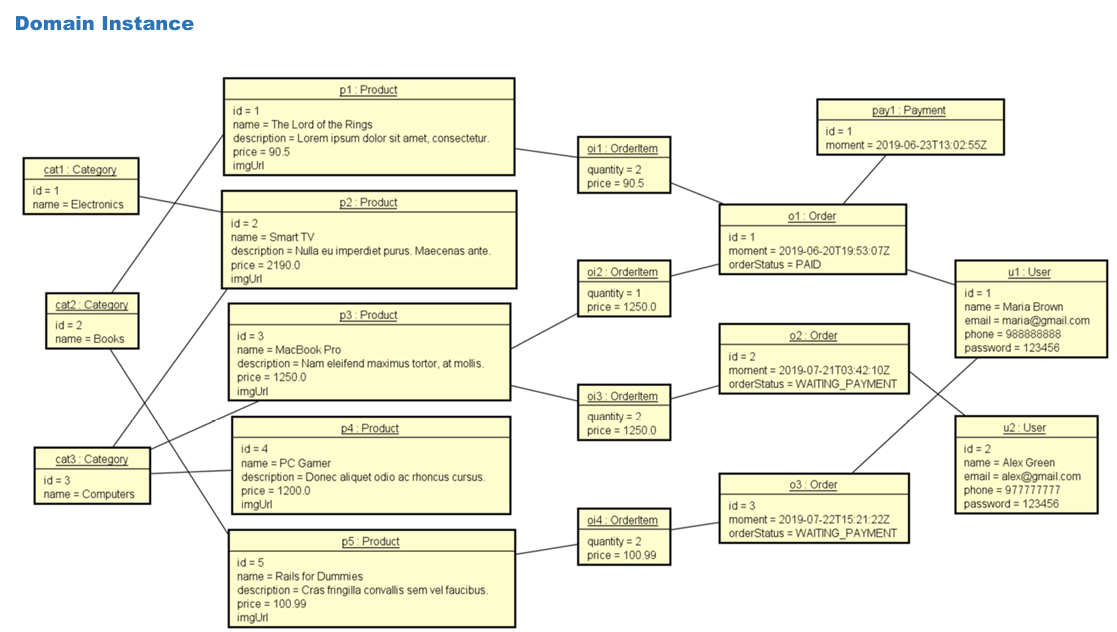 Domain Instance
p1 : Product
id = 1
name = The Lord of the Rings
description = Lorem ipsum dolor sit amet, consectetur.
price = 90.5
imgUrl
pay1 : Payment
id = 1
moment = 2019-06-23T13:02:55Z
oi1 : OrderItem
quantity = 2
price = 90.5
cat1 : Category
id = 1
name = Electronics
p2 : Product
id = 2
name = Smart TV
description = Nulla eu imperdiet purus. Maecenas ante.
price = 2190.0
imgUrl
o1 : Order
id = 1
moment = 2019-06-20T19:53:07Z
orderStatus = PAID
oi2 : OrderItem
quantity = 1
price = 1250.0
u1 : User
id = 1
name = Maria Brown
email = maria@gmail.com
phone = 988888888
password = 123456
cat2 : Category
id = 2
name = Books
p3 : Product
id = 3
name = MacBook Pro
description = Nam eleifend maximus tortor, at mollis.
price = 1250.0
imgUrl
o2 : Order
id = 2
moment = 2019-07-21T03:42:10Z
orderStatus = WAITING_PAYMENT
oi3 : OrderItem
quantity = 2
price = 1250.0
p4 : Product
id = 4
name = PC Gamer
description = Donec aliquet odio ac rhoncus cursus.
price = 1200.0
imgUrl
u2 : User
id = 2
name = Alex Green
email = alex@gmail.com
phone = 977777777
password = 123456
cat3 : Category
id = 3
name = Computers
o3 : Order
id = 3
moment = 2019-07-22T15:21:22Z
orderStatus = WAITING_PAYMENT
oi4 : OrderItem
quantity = 2
price = 100.99
p5 : Product
id = 5
name = Rails for Dummies
description = Cras fringilla convallis sem vel faucibus.
price = 100.99
imgUrl